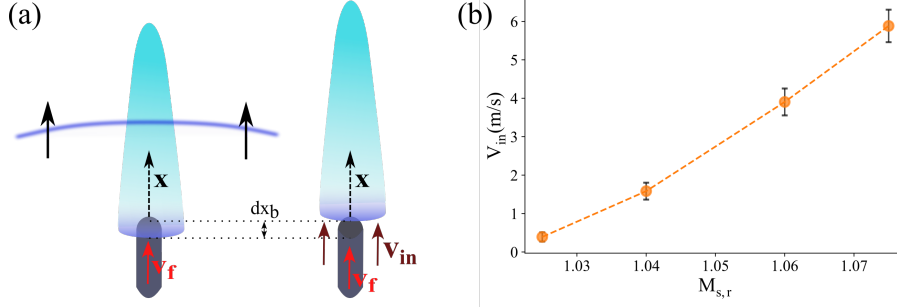 (a)
x
dx_b
v_f
x
v_in
v_f
(b)
V_in(m/s)
6
5
4
3
2
1
0
1.03 1.04 1.05 1.06 1.07
M_s,r